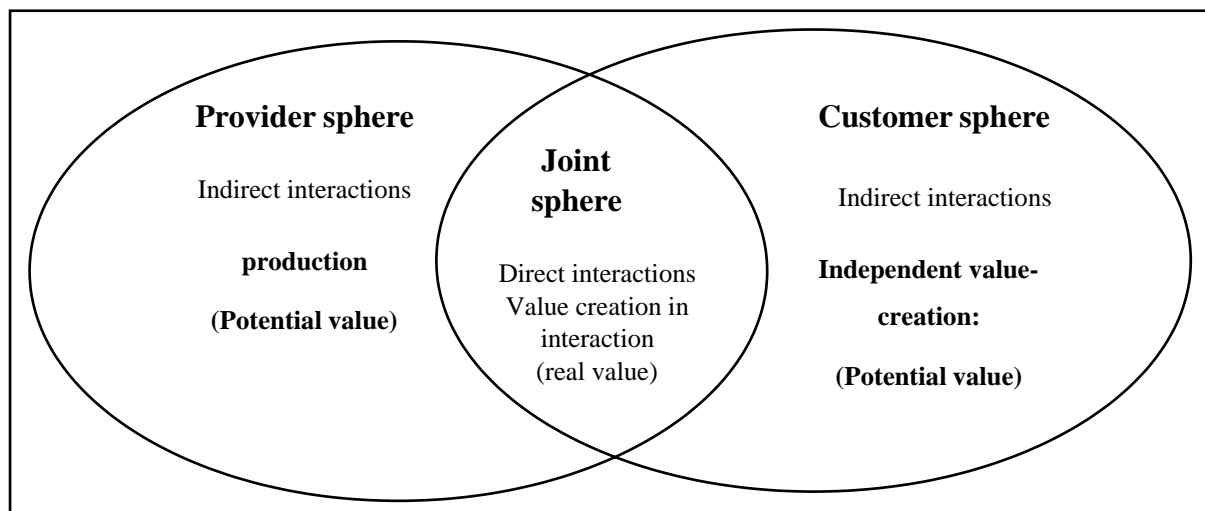 Provider sphere
Indirect interactions
production
(Potential value)
Joint
sphere
Direct interactions
Value creation in
interaction
(real value)
Customer sphere
Indirect interactions
Independent value-
creation:
(Potential value)